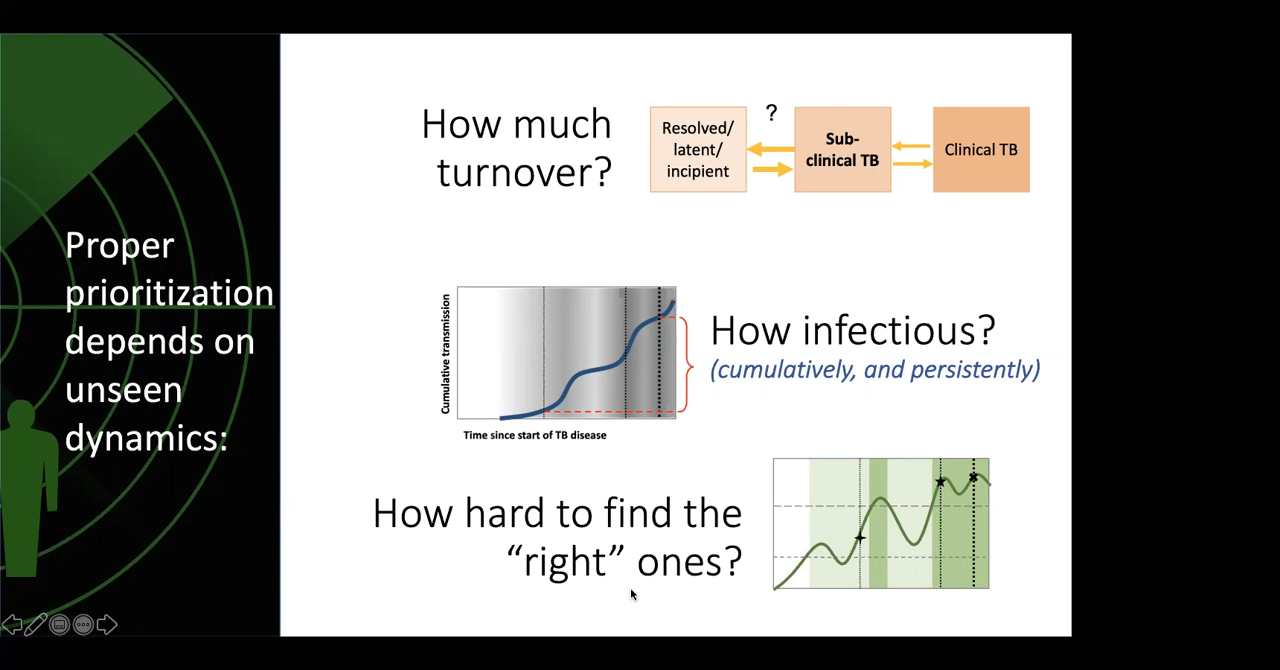 Proper
prioritization
depends on
unseen
dynamics:
How much
turnover?
Resolved/
latent/
incipient
?
Sub-
clinical TB
Clinical TB
Cumulative transmission
Time since start of TB disease
How infectious?
(cumulatively, and persistently)
How hard to find the
“right” ones?